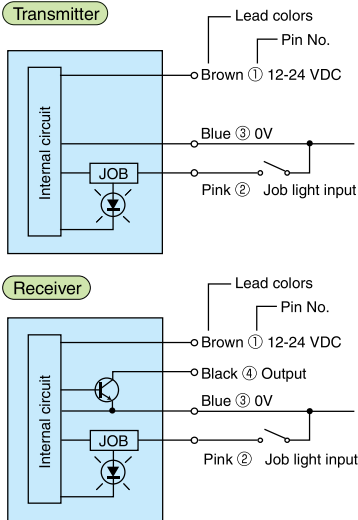 Transmitter
Lead colors
Pin No.
Brown ① 12-24 VDC
Internal circuit
Blue ③ 0V
JOB
Pink ② Job light input
Receiver
Lead colors
Pin No.
Brown ① 12-24 VDC
Black ④ Output
Internal circuit
Blue ③ 0V
JOB
Pink ② Job light input